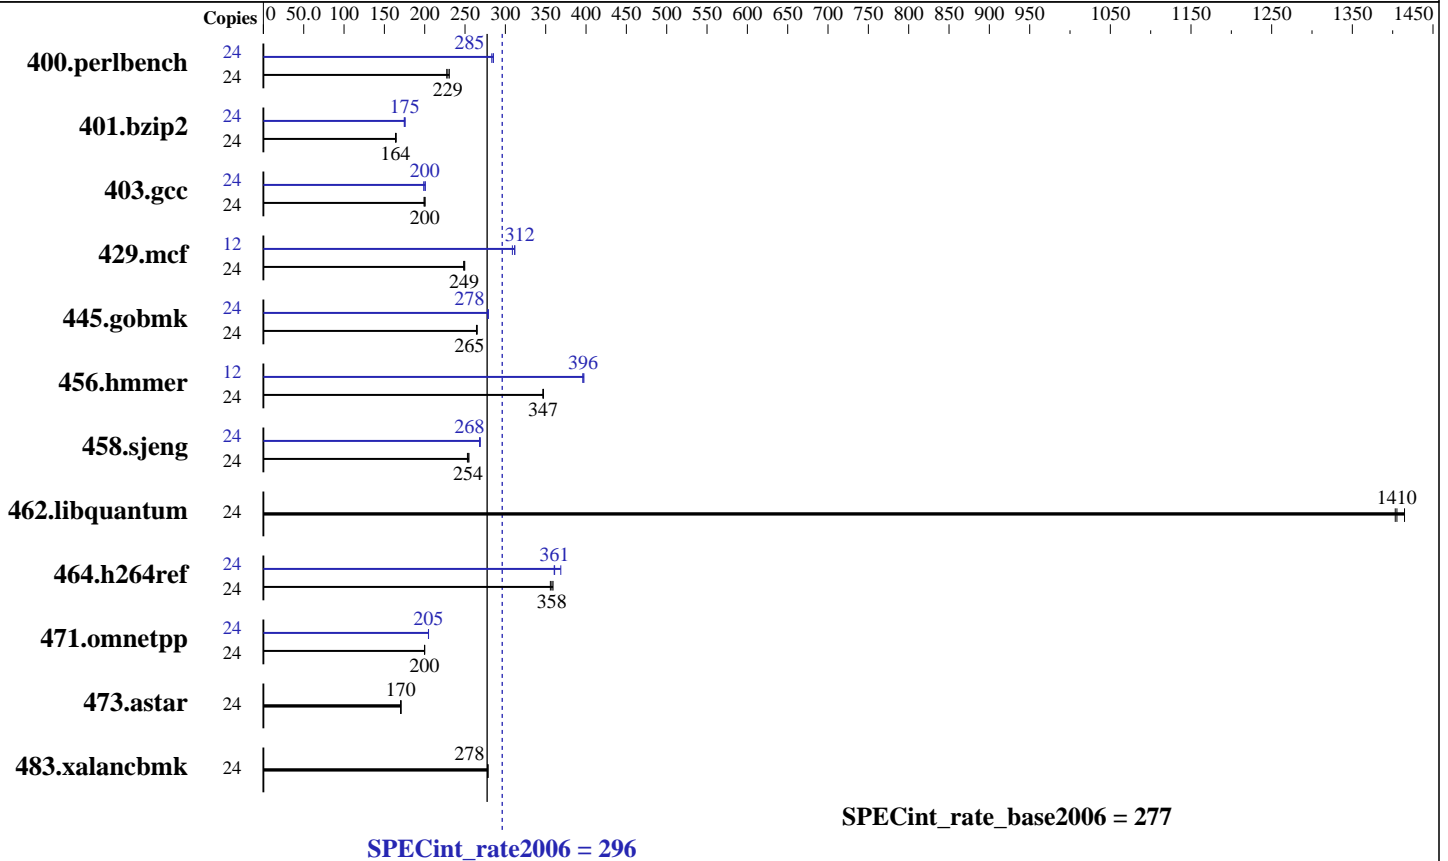 Copies 0 50.0 100 150 200 250 300 350 400 450 500 550 600 650 700 750 800 850 900 950 1050 1150 1250 1350 1450
400.perlbench 24 285
24 229
401.bzip2 24 175
24 164
403.gcc 24 200
24 200
429.mcf 12 312
24 249
445.gobmk 24 278
24 265
456.hmmer 12 396
24 347
458.sjeng 24 268
24 254
462.libquantum 24 1410
464.h264ref 24 361
24 358
471.omnetpp 24 205
24 200
473.astar 24 170
483.xalancbmk 24 278
SPECint_rate_base2006 = 277
SPECint_rate2006 = 296